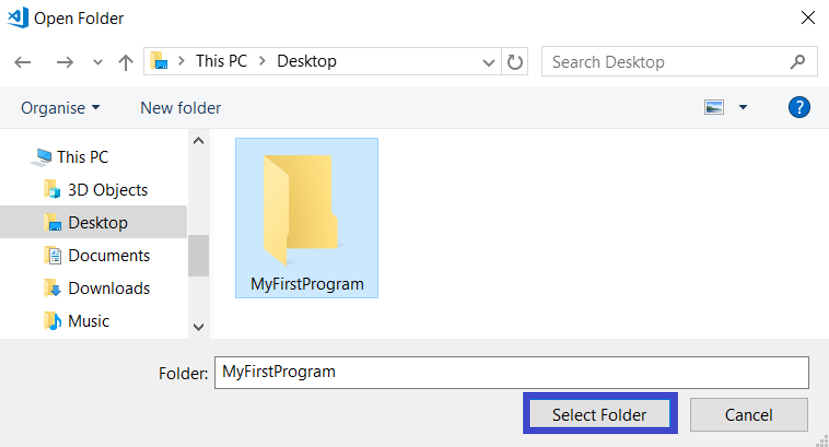 Open Folder
This PC > Desktop
Search Desktop
Organise
New folder
?
This PC
3D Objects
Desktop
Documents
Downloads
Music
MyFirstProgram
Folder: MyFirstProgram
Select Folder
Cancel